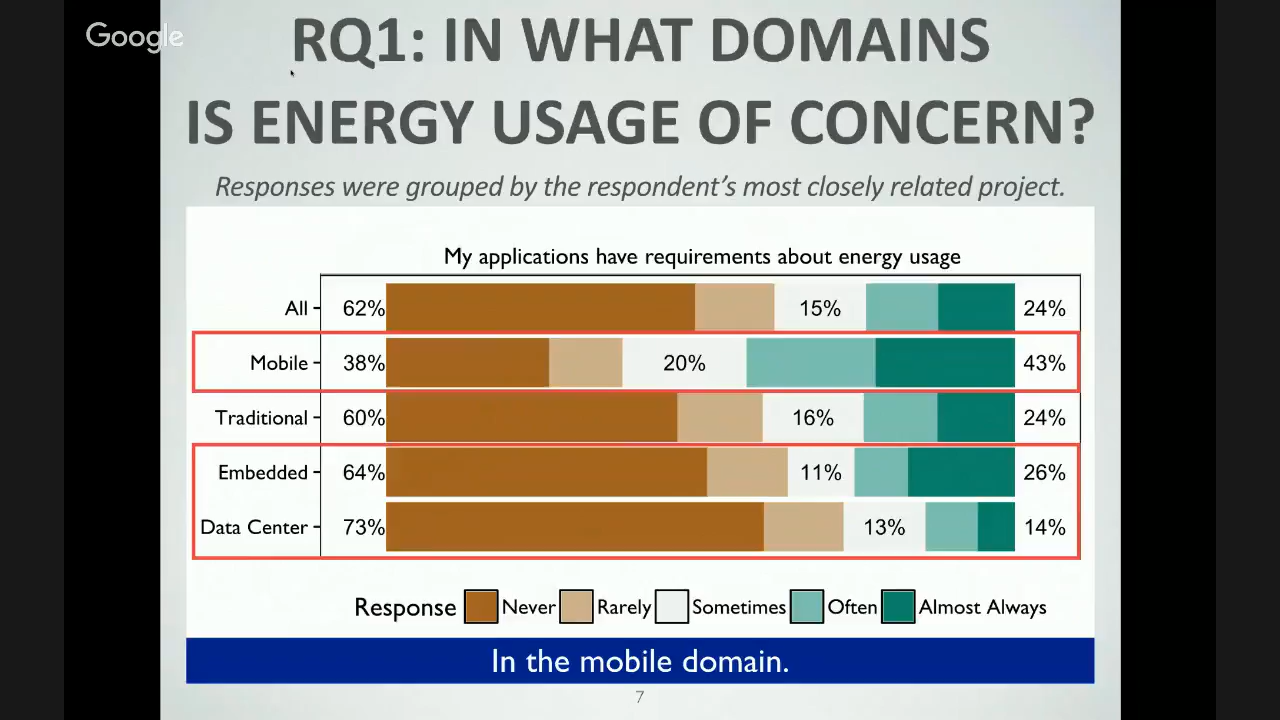 Google
RQ1: IN WHAT DOMAINS
IS ENERGY USAGE OF CONCERN?
Responses were grouped by the respondent's most closely related project.
My applications have requirements about energy usage
All 62% 15% 24%
Mobile 38% 20% 43%
Traditional 60% 16% 24%
Embedded 64% 11% 26%
Data Center 73% 13% 14%
Response Never Rarely Sometimes Often Almost Always
In the mobile domain.
7